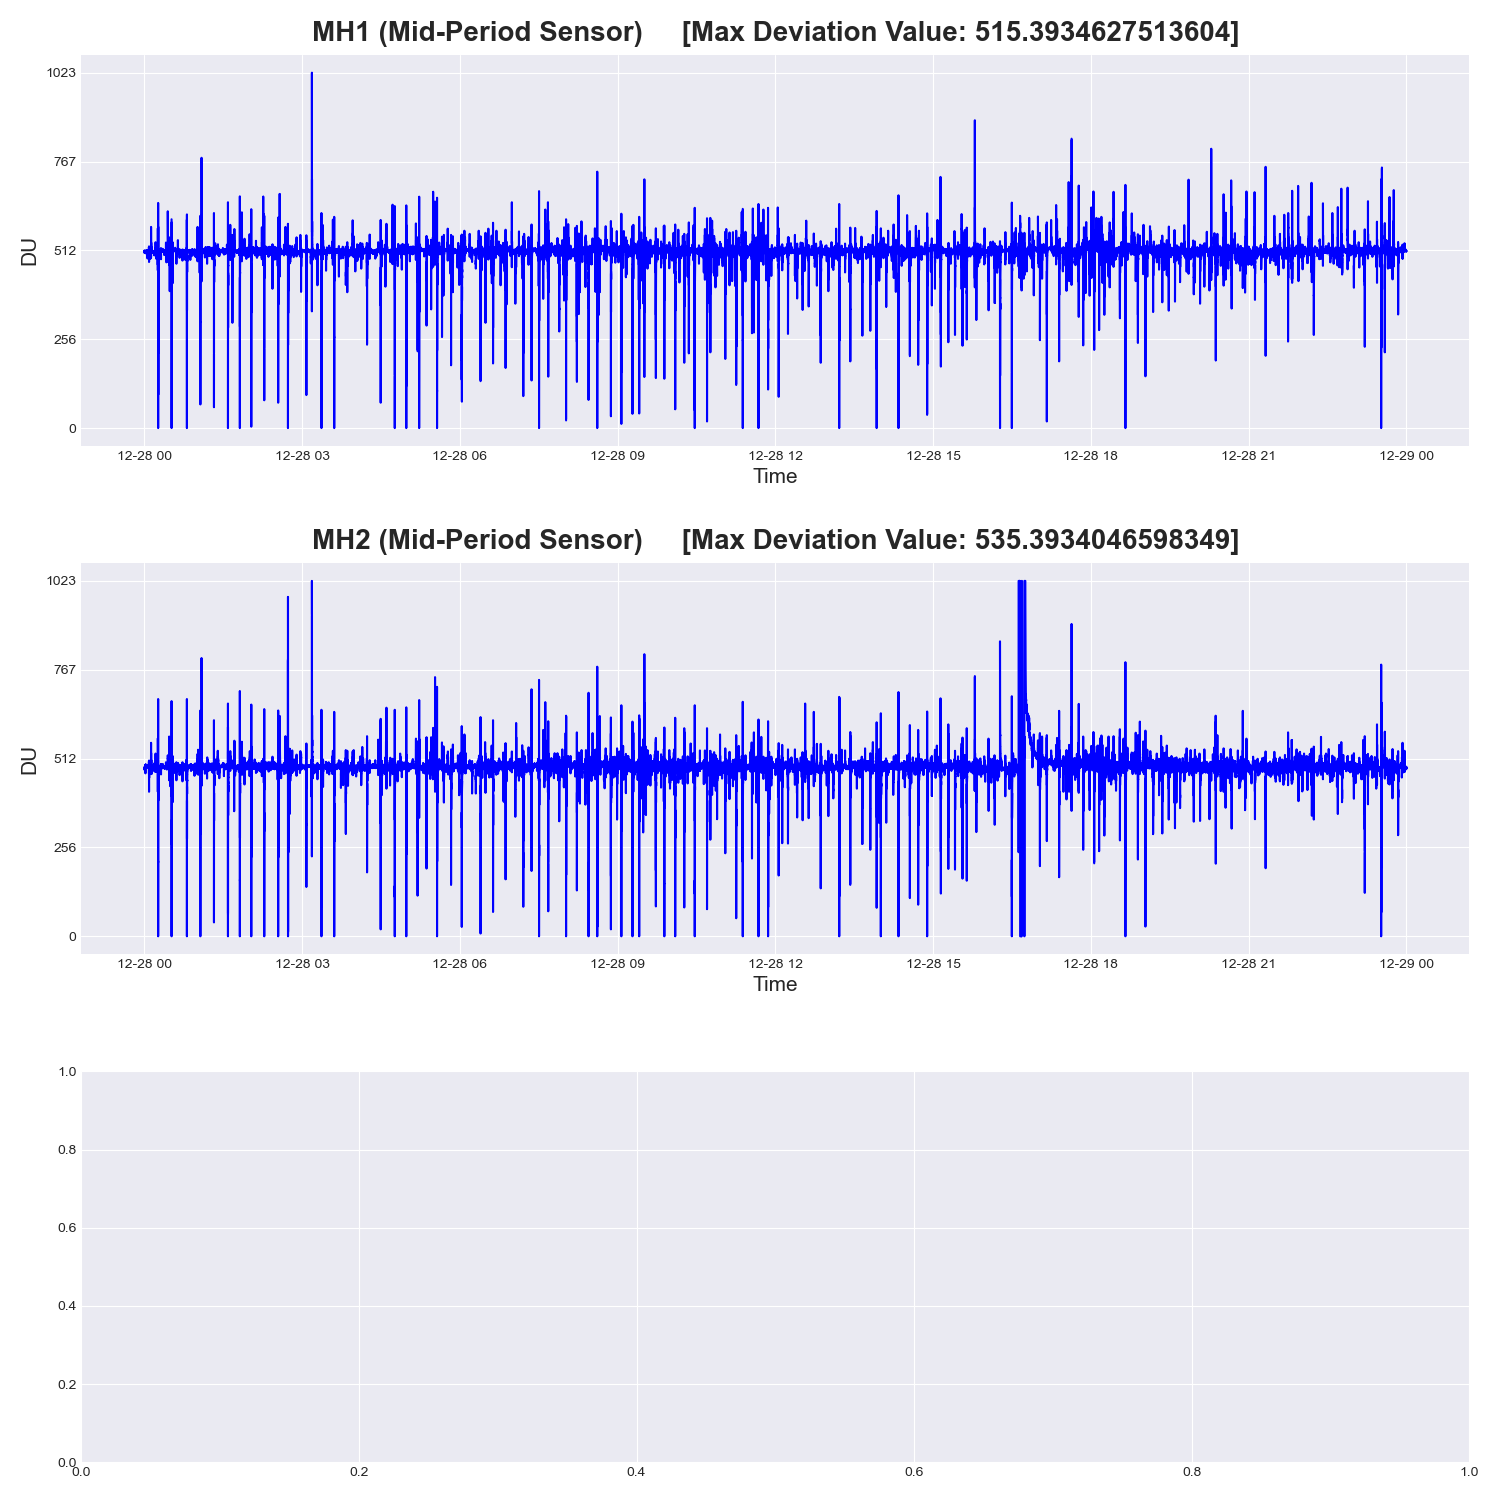 MH1 (Mid-Period Sensor) [Max Deviation Value: 515.3934627513604]
1023
767
512
256
0
DU
12-28 00 12-28 03 12-28 06 12-28 09 12-28 12 12-28 15 12-28 18 12-28 21 12-29 00
Time
MH2 (Mid-Period Sensor) [Max Deviation Value: 535.3934046598349]
1023
767
512
256
0
DU
12-28 00 12-28 03 12-28 06 12-28 09 12-28 12 12-28 15 12-28 18 12-28 21 12-29 00
Time
1.0
0.8
0.6
0.4
0.2
0.0
0.0 0.2 0.4 0.6 0.8 1.0